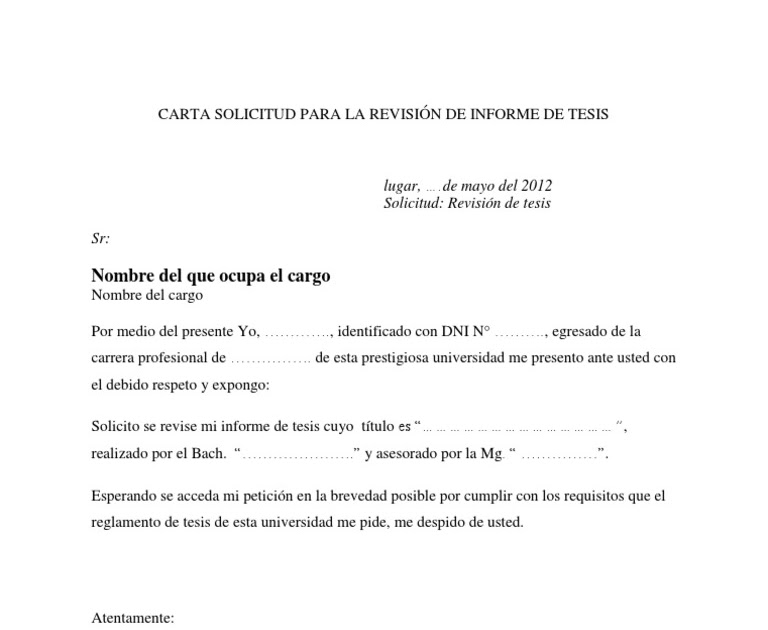 CARTA SOLICITUD PARA LA REVISIÓN DE INFORME DE TESIS
lugar, ….de mayo del 2012
Solicitud: Revisión de tesis
Sr:
Nombre del que ocupa el cargo
Nombre del cargo
Por medio del presente Yo, …………., identificado con DNI N° ………., egresado de la
carrera profesional de ……………. de esta prestigiosa universidad me presento ante usted con
el debido respeto y expongo:
Solicito se revise mi informe de tesis cuyo título es “… … … … … … … … … … … … … … ”,
realizado por el Bach. “………………….” y asesorado por la Mg. “ ……………”.
Esperando se acceda mi petición en la brevedad posible por cumplir con los requisitos que el
reglamento de tesis de esta universidad me pide, me despido de usted.
Atentamente: